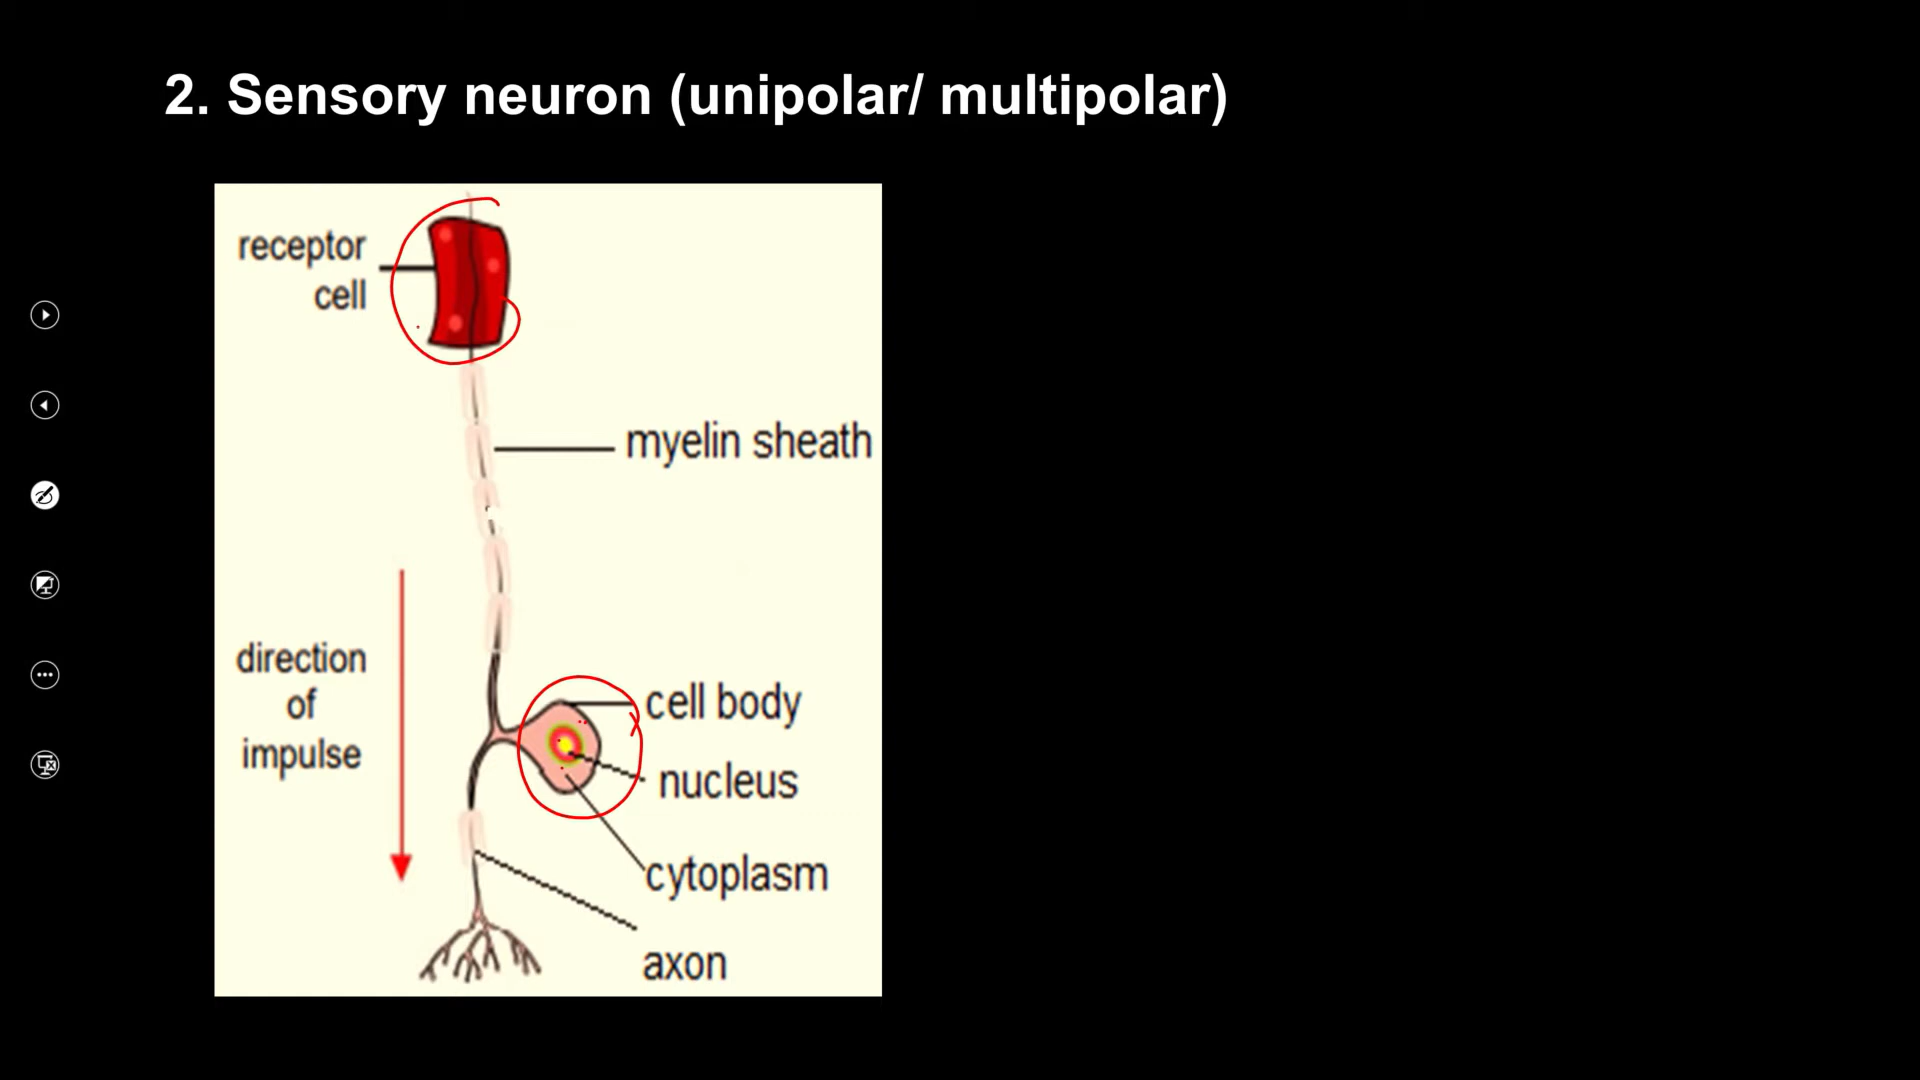 2. Sensory neuron (unipolar/ multipolar)
receptor
cell
myelin sheath
direction
of
impulse
cell body
nucleus
cytoplasm
axon